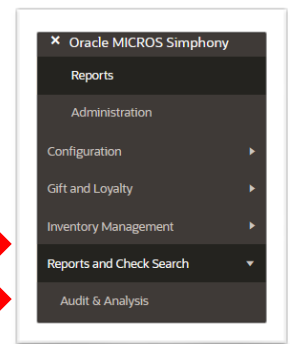 × Oracle MICROS Simphony
Reports
Administration
Configuration
Gift and Loyalty
Inventory Management
Reports and Check Search
Audit & Analysis